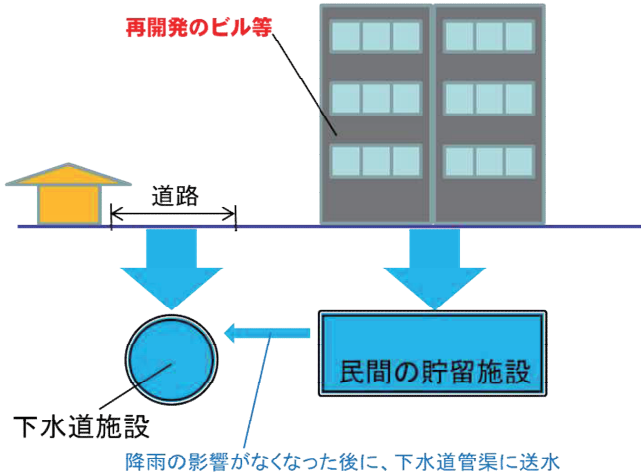 再開発のビル等
道路
民間の貯留施設
下水道施設
降雨の影響がなくなった後に、下水道管渠に送水